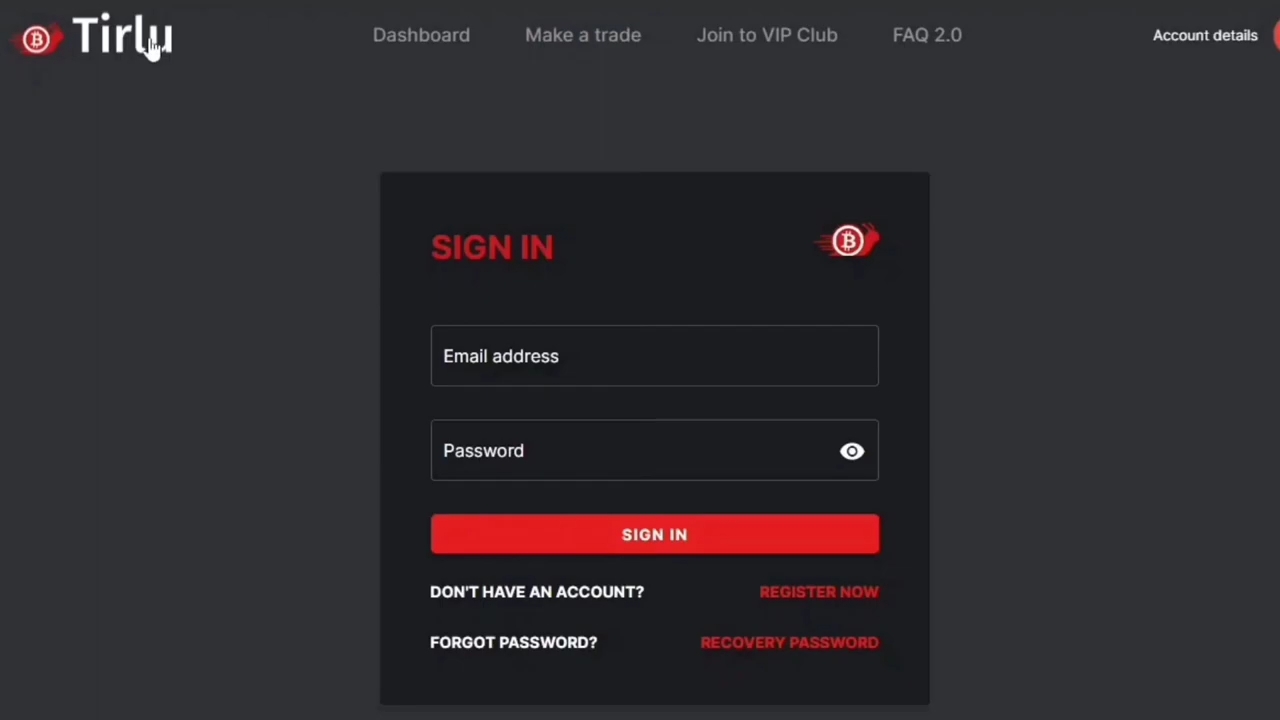 Tirlu
Dashboard
Make a trade
Join to VIP Club
FAQ 2.0
Account details
SIGN IN
Email address
Password
SIGN IN
DON'T HAVE AN ACCOUNT?
REGISTER NOW
FORGOT PASSWORD?
RECOVERY PASSWORD